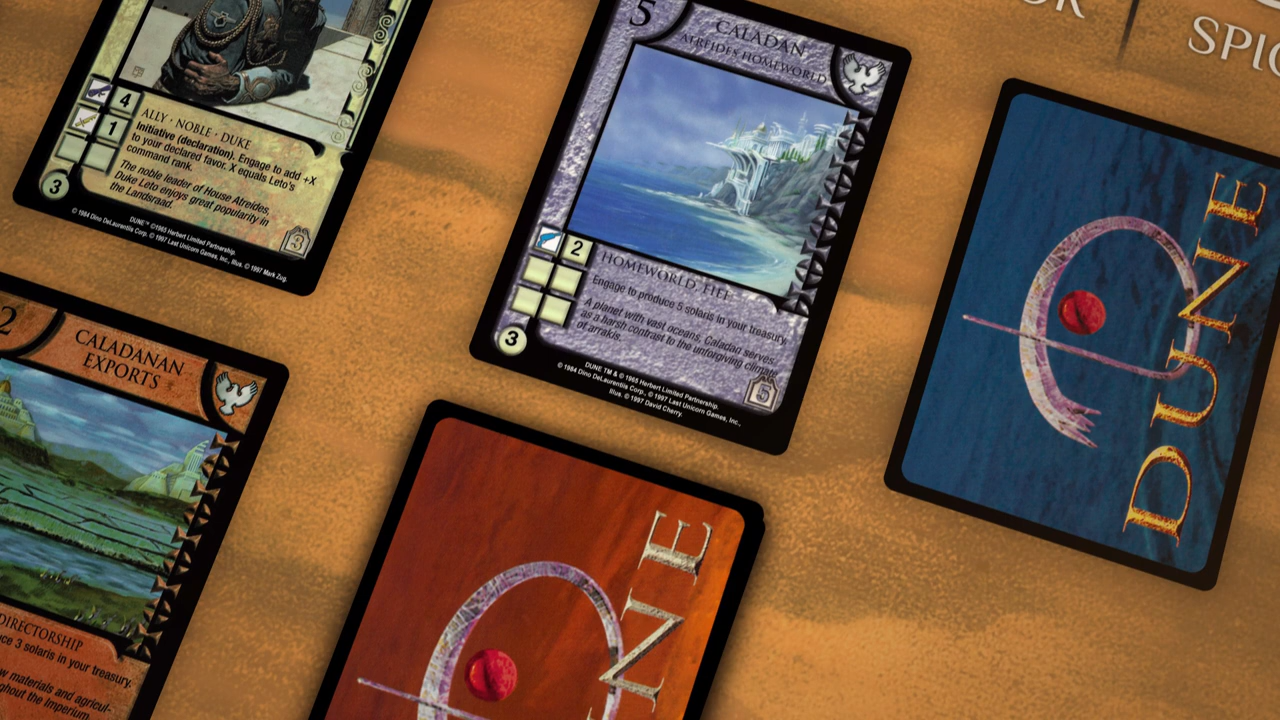 SPIC
4
1
ALLY · NOBLE · DUKE
Initiative (declaration). Engage to add +X
to your declared favor. X equals Leto's
command rank.
The noble leader of House Atreides,
Duke Leto enjoys great popularity in
the Landsraad.
3
3
DUNE™ ©1965 Herbert Limited Partnership.
© 1984 Dino DeLaurentiis Corp. © 1997 Last Unicorn Games, Inc., Illus. © 1997 Mark Zug.
5
CALADAN
ATREIDES HOMEWORLD
2
HOMEWORLD FIEF
Engage to produce 5 solaris in your treasury.
A planet with vast oceans, Caladan serves
as a harsh contrast to the unforgiving climate
of arrakis.
3
5
DUNE TM & © 1965 Herbert Limited Partnership.
© 1984 Dino DeLaurentiis Corp., © 1997 Last Unicorn Games, Inc.,
Illus. © 1997 David Cherry.
DUNE
2
CALADANAN
EXPORTS
DIRECTORSHIP
ce 3 solaris in your treasury.
w materials and agricul-
ghout the Imperium.
NE